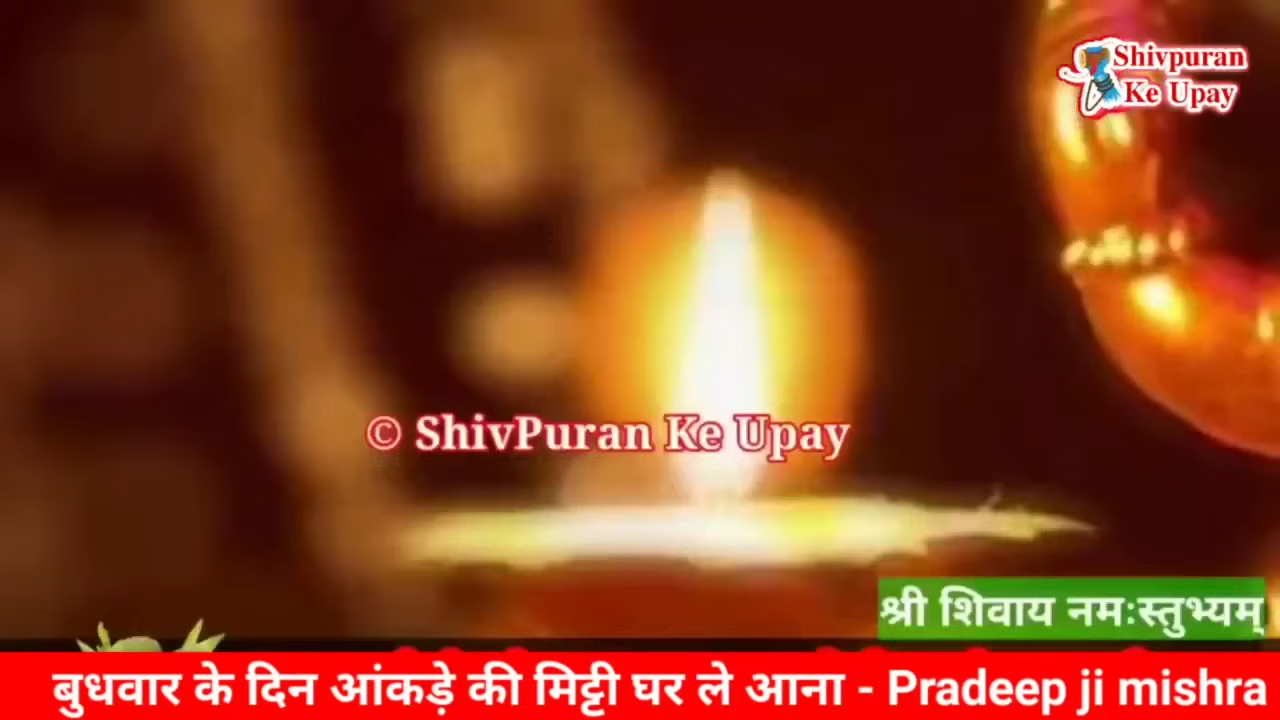 Shivpuran
Ke Upay
© ShivPuran Ke Upay
श्री शिवाय नमःस्तुभ्यम्
बुधवार के दिन आंकड़े की मिट्टी घर ले आना - Pradeep ji mishra